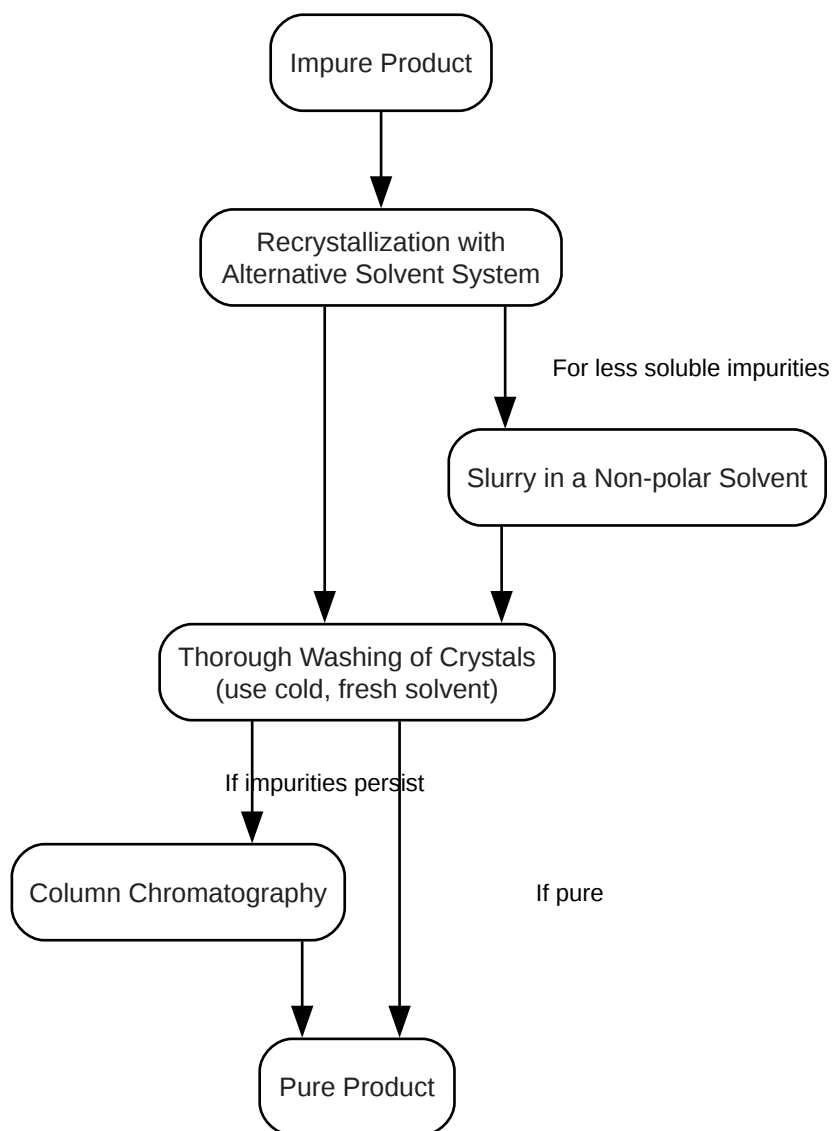 Impure Product
Recrystallization with
Alternative Solvent System
For less soluble impurities
Slurry in a Non-polar Solvent
Thorough Washing of Crystals
(use cold, fresh solvent)
If impurities persist
Column Chromatography
If pure
Pure Product